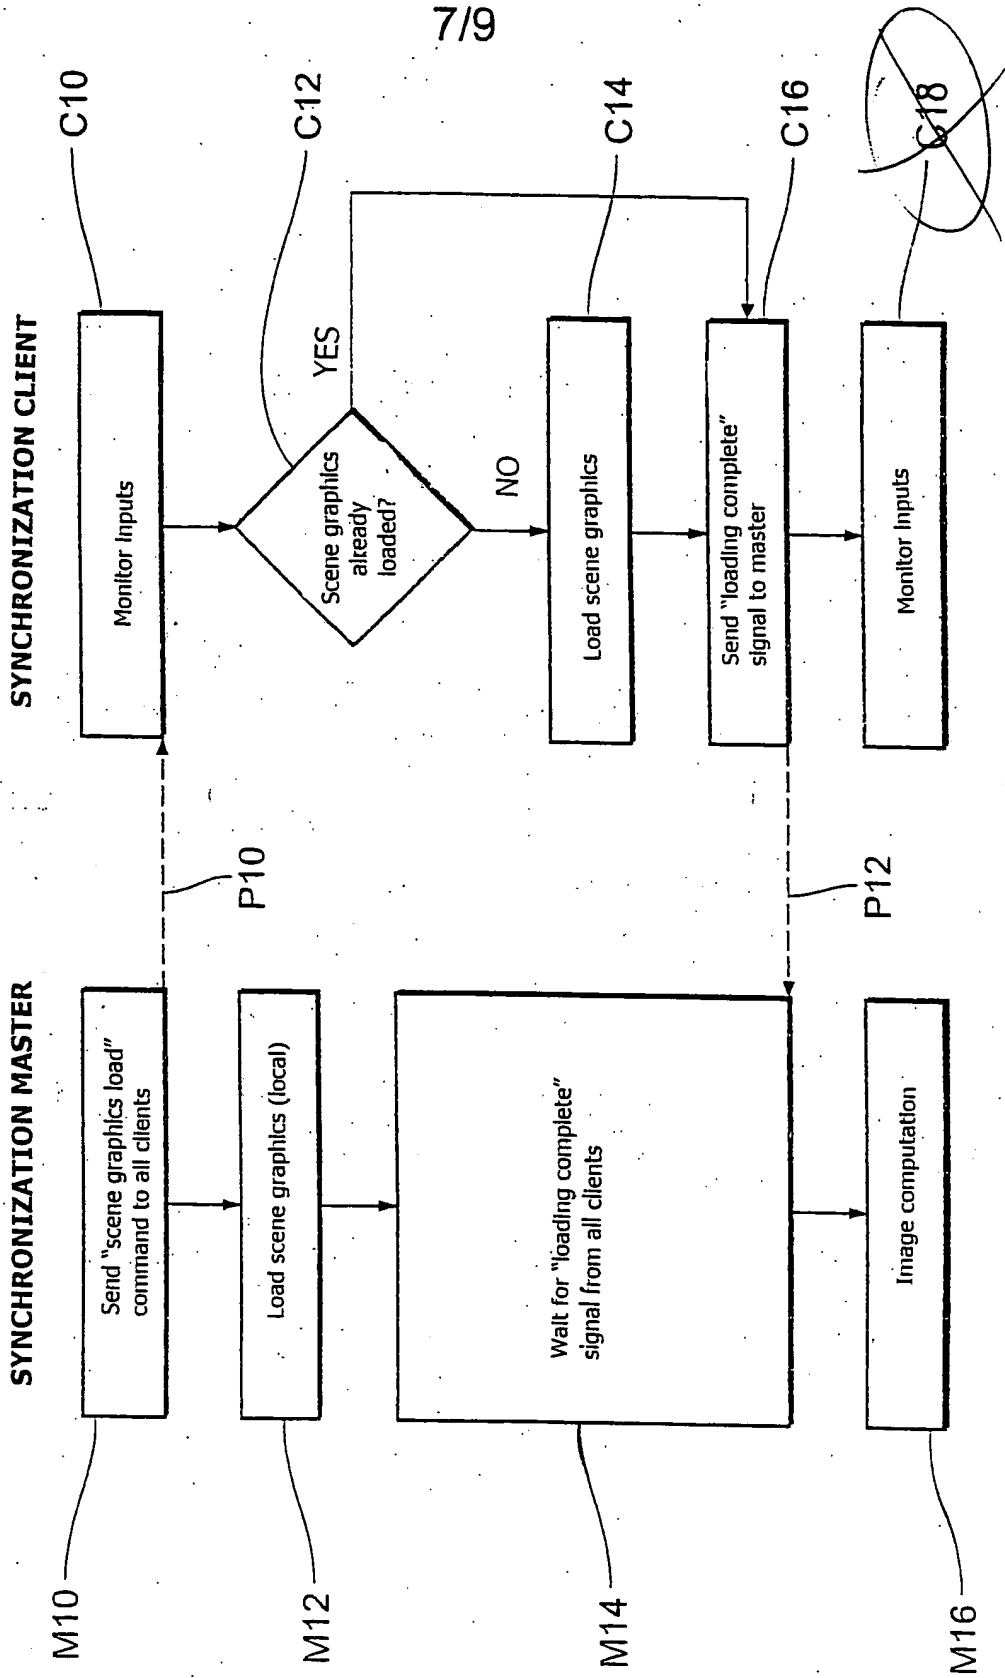 7/9
SYNCHRONIZATION MASTER
M10
Send "scene graphics load"
command to all clients
M12
Load scene graphics (local)
M14
Wait for "loading complete"
signal from all clients
M16
Image computation
P10
P12
SYNCHRONIZATION CLIENT
C10
Monitor Inputs
C12
Scene graphics
already
loaded?
YES
NO
C14
Load scene graphics
C16
Send "loading complete"
signal to master
C18
Monitor Inputs